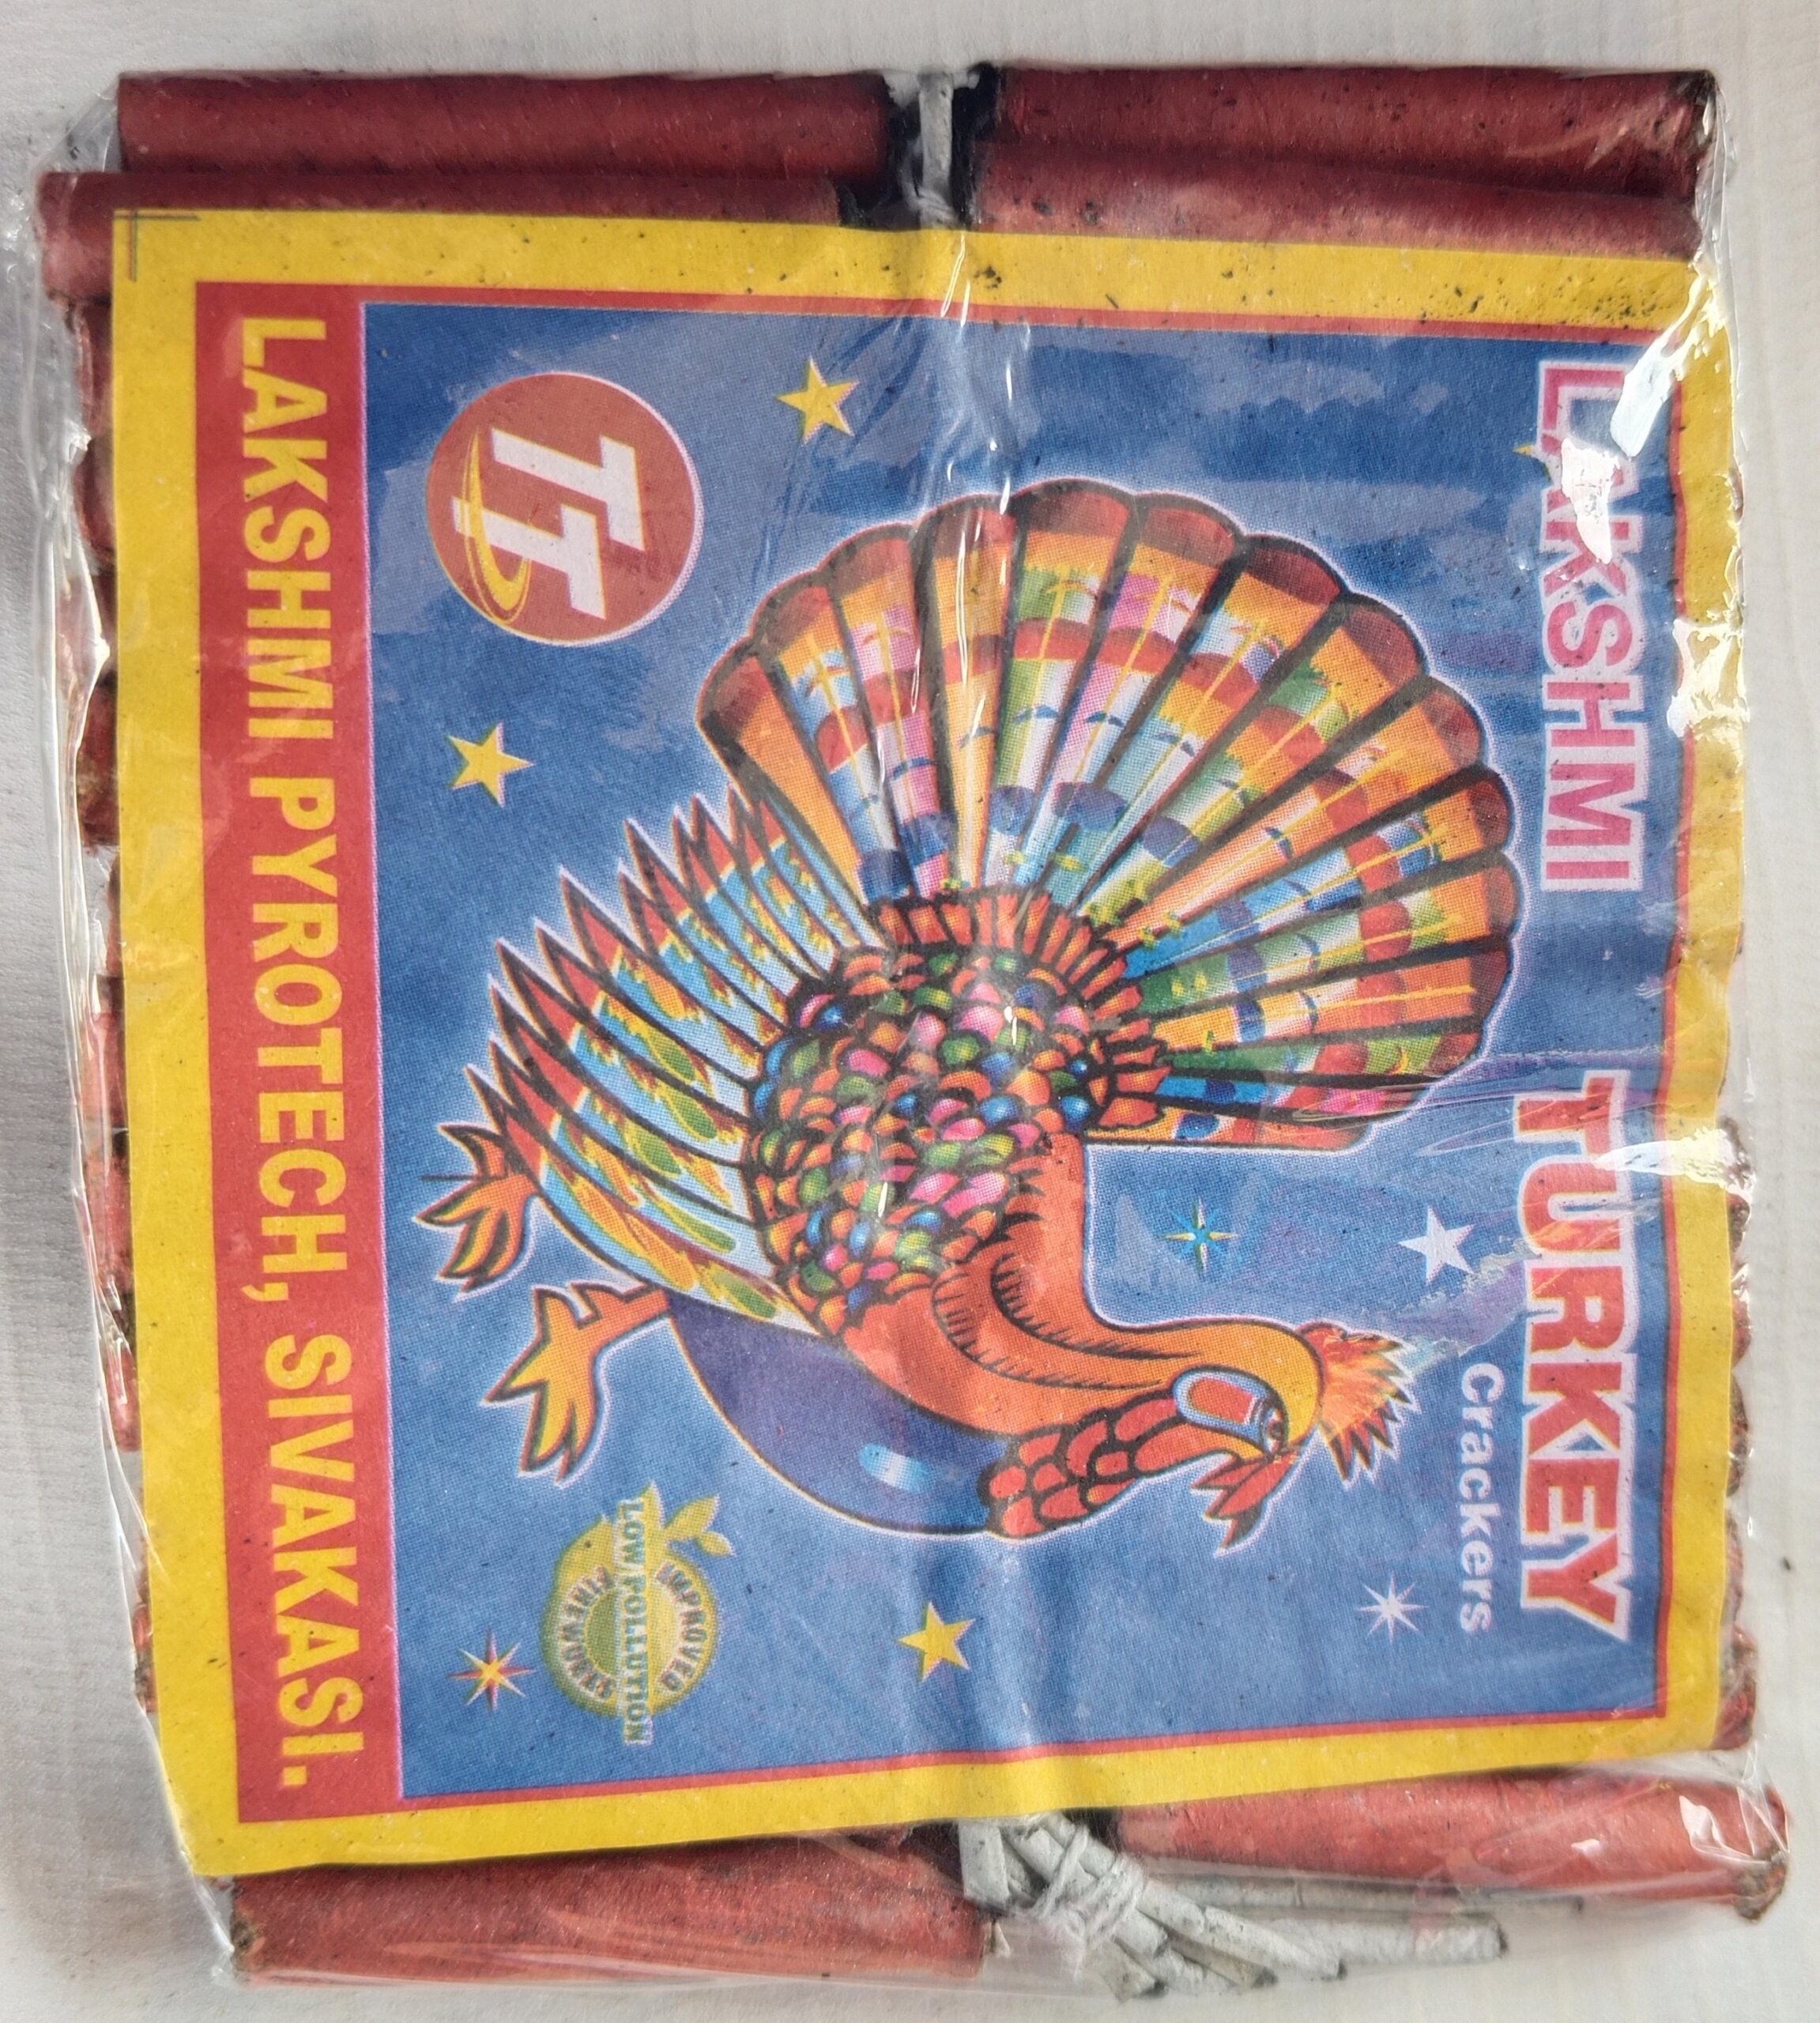 LAKSHMI TURKEY
Crackers
TT
IMPROVED
LOW POLLUTION
FIREWORKS
LAKSHMI PYROTECH, SIVAKASI.